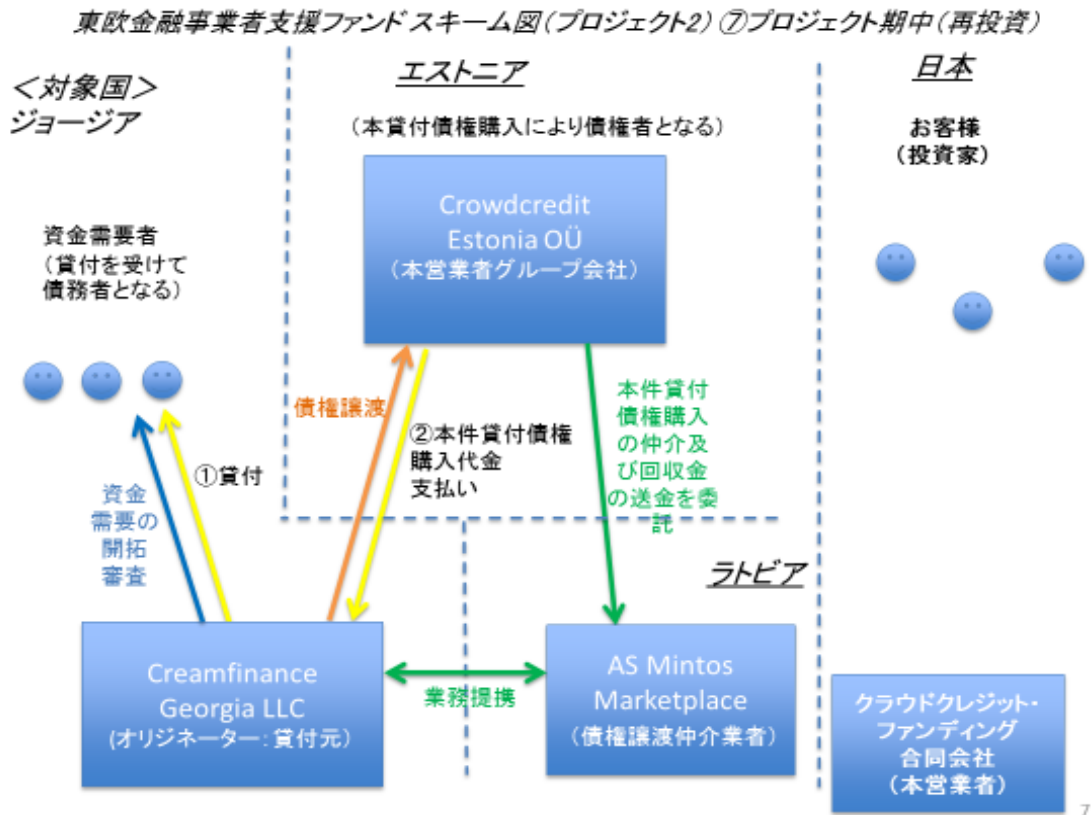 東欧金融事業者支援ファンド スキーム図(プロジェクト2) ⑦プロジェクト期中(再投資)
＜対象国＞
ジョージア
エストニア
日本
(本貸付債権購入により債権者となる)
お客様
(投資家)
Crowdcredit
Estonia OÜ
(本営業者グループ会社)
資金需要者
(貸付を受けて
債務者となる)
債権譲渡
②本件貸付債権
購入代金
支払い
本件貸付
債権購入
の仲介及
び回収金
の送金を委
託
①貸付
資金
需要の
開拓
審査
ラトビア
Creamfinance
Georgia LLC
(オリジネーター：貸付元)
業務提携
AS Mintos
Marketplace
(債権譲渡仲介業者)
クラウドクレジット・
ファンディング
合同会社
(本営業者)
7